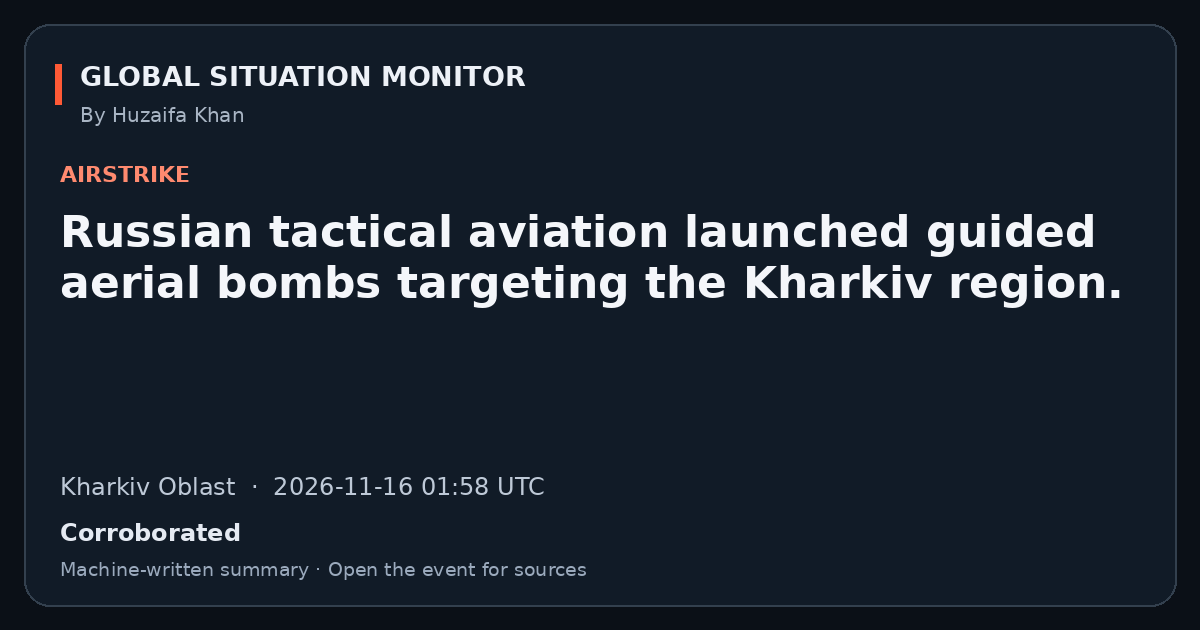 GLOBAL SITUATION MONITOR
By Huzaifa Khan
AIRSTRIKE
Russian tactical aviation launched guided
aerial bombs targeting the Kharkiv region.
Kharkiv Oblast · 2026-11-16 01:58 UTC
Corroborated
Machine-written summary · Open the event for sources